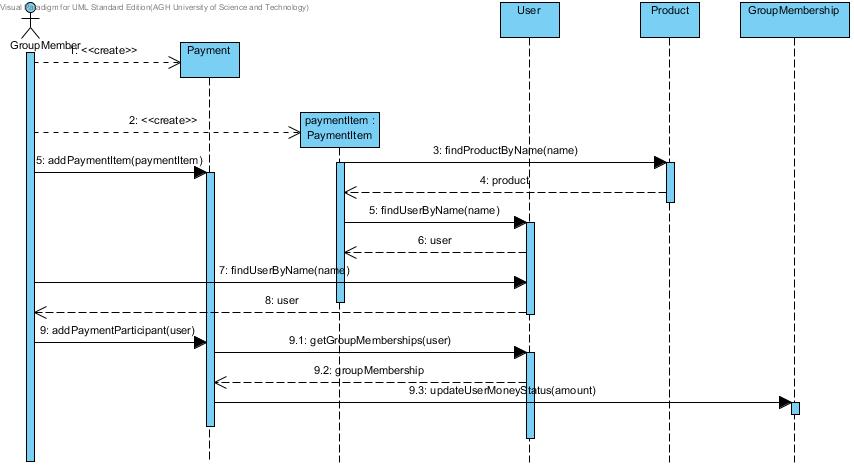 Visual Paradigm for UML Standard Edition(AGH University of Science and Technology)
User
Product
GroupMembership
GroupMember
1: <<create>>
Payment
2: <<create>>
paymentItem :
PaymentItem
3: findProductByName(name)
5: addPaymentItem(paymentItem)
4: product
5: findUserByName(name)
6: user
7: findUserByName(name)
8: user
9: addPaymentParticipant(user)
9.1: getGroupMemberships(user)
9.2: groupMembership
9.3: updateUserMoneyStatus(amount)